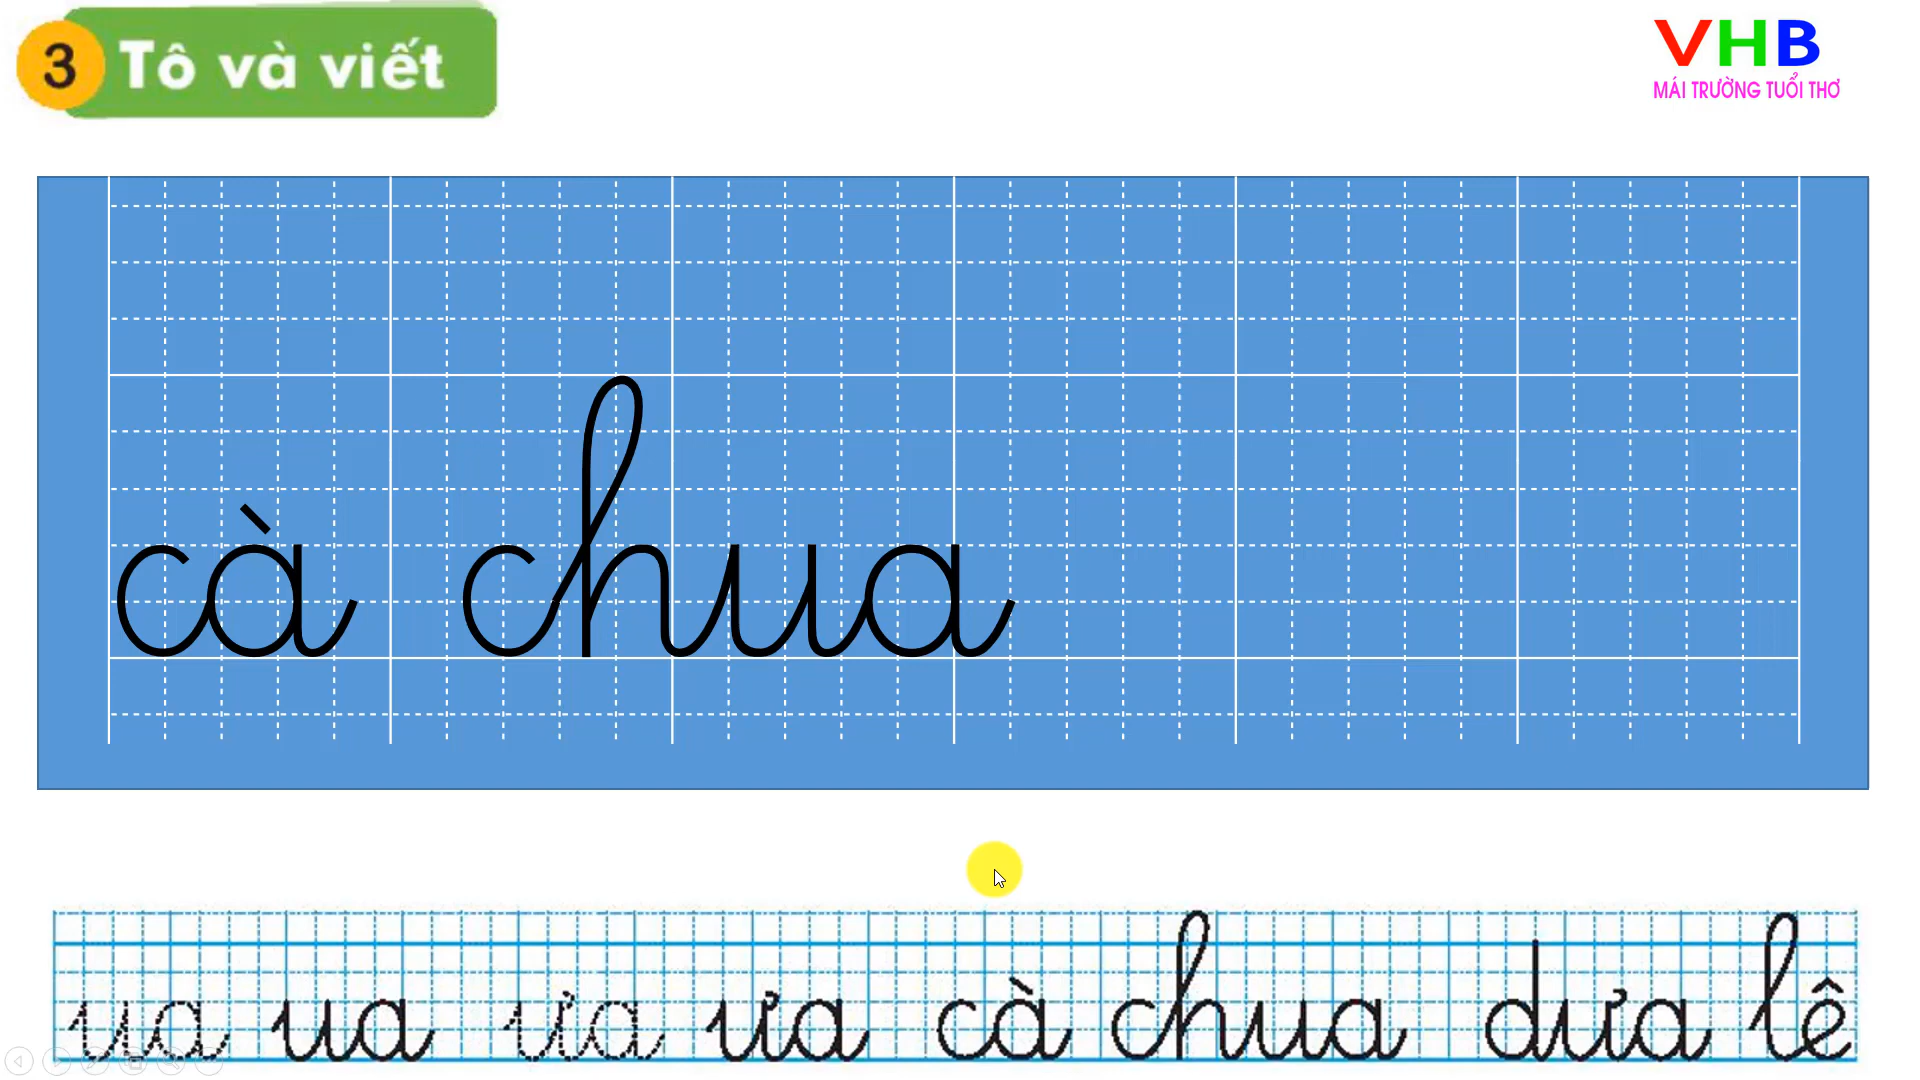 3 Tô và viết
VHB
MÁI TRƯỜNG TUỔI THƠ
cà chua
ua ua ưa ưa cà chua dưa lê